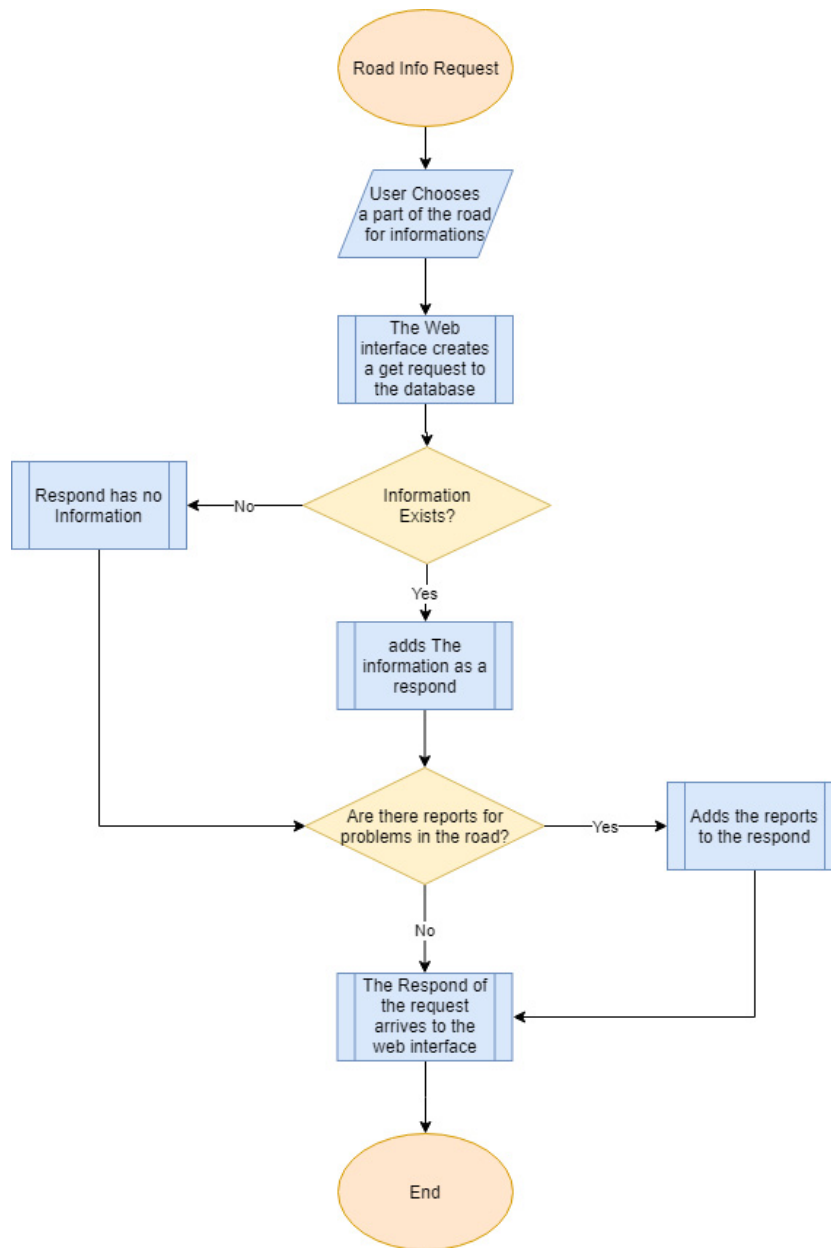 Road Info Request
User Chooses
a part of the road
for informations
The Web
interface creates
a get request to
the database
Information
Exists?
No
Respond has no
Information
Yes
adds The
information as a
respond
Are there reports for
problems in the road?
Yes
Adds the reports
to the respond
No
The Respond of
the request
arrives to the
web interface
End